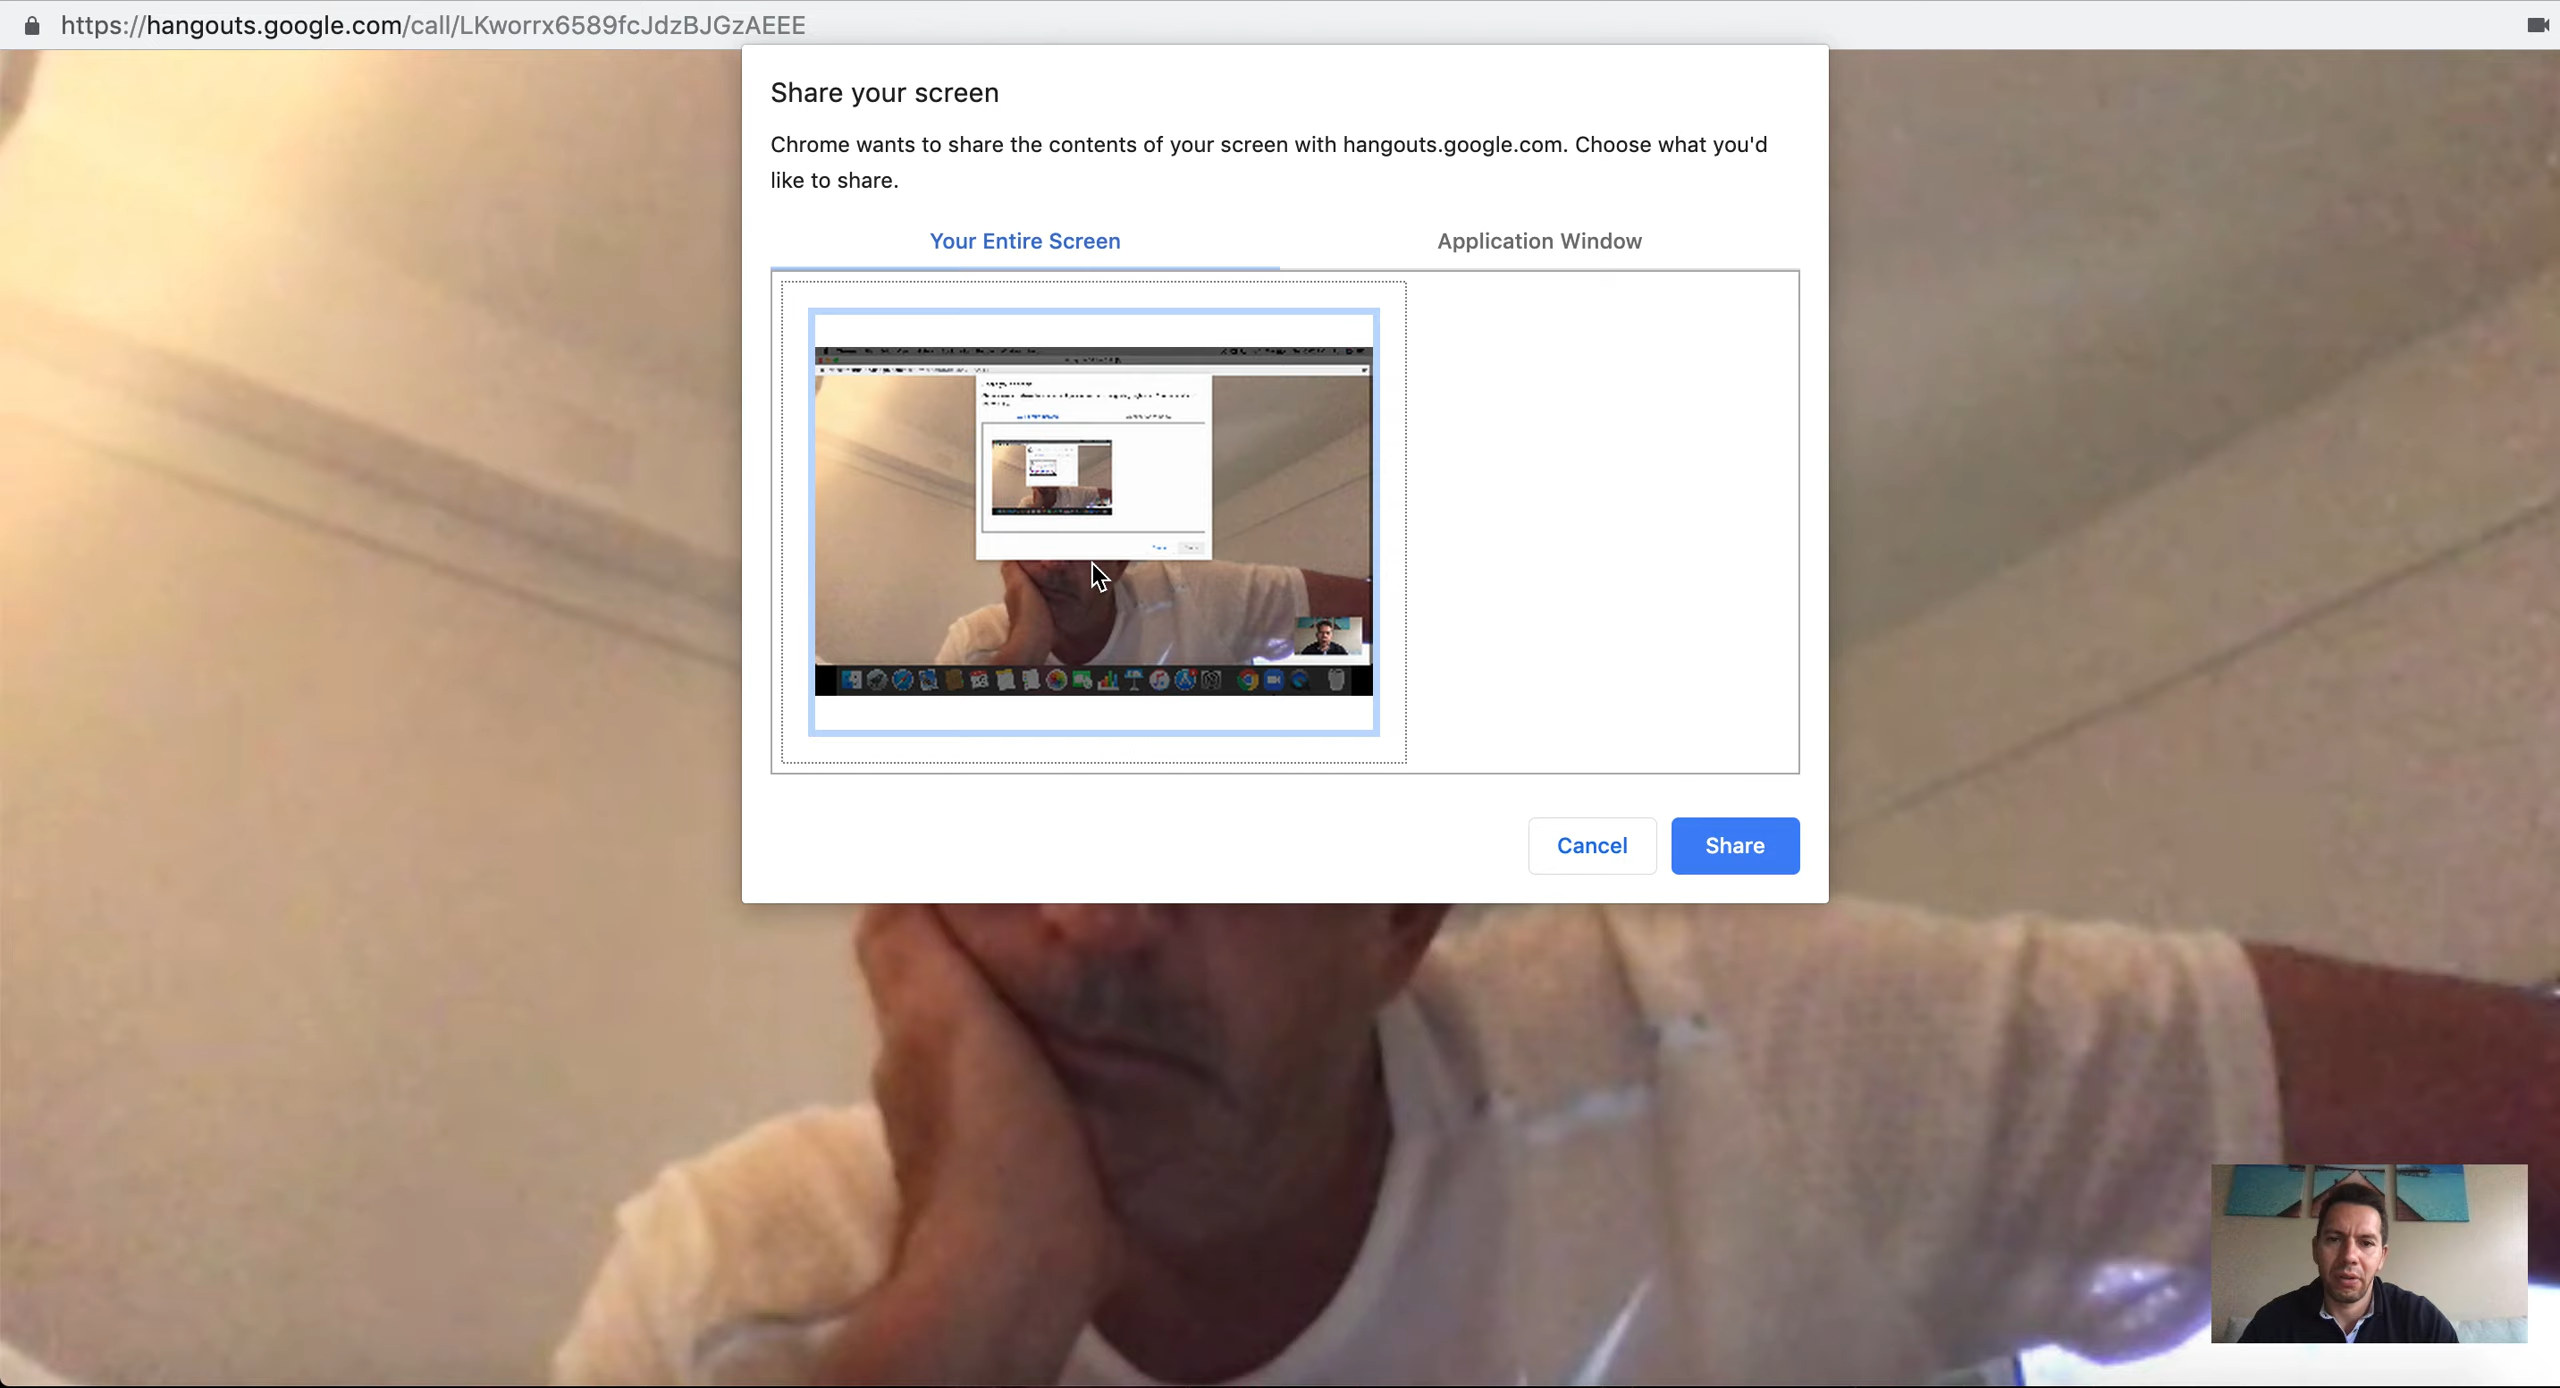 https://hangouts.google.com/call/LKworrx6589fcJdzBJGzAEEE
Share your screen
Chrome wants to share the contents of your screen with hangouts.google.com. Choose what you'd
like to share.
Your Entire Screen
Application Window
Cancel
Share